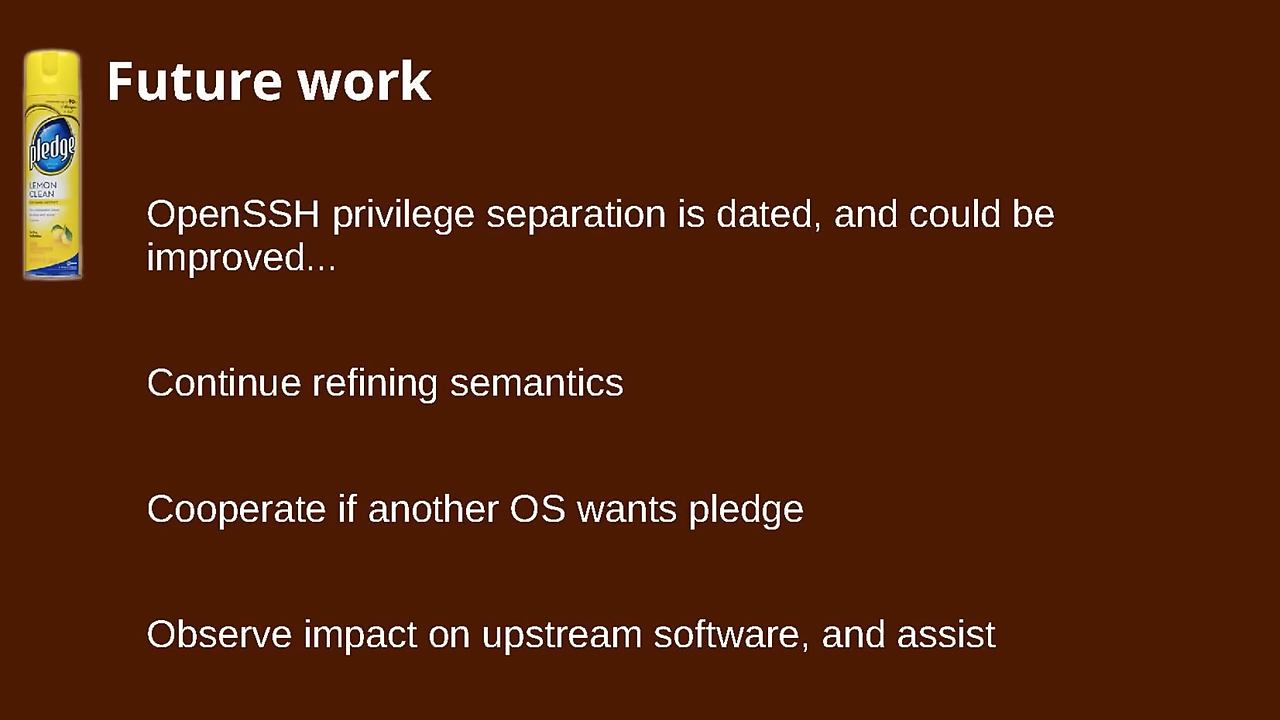 Future work
pledge
LEMON
CLEAN
OpenSSH privilege separation is dated, and could be
improved...
Continue refining semantics
Cooperate if another OS wants pledge
Observe impact on upstream software, and assist